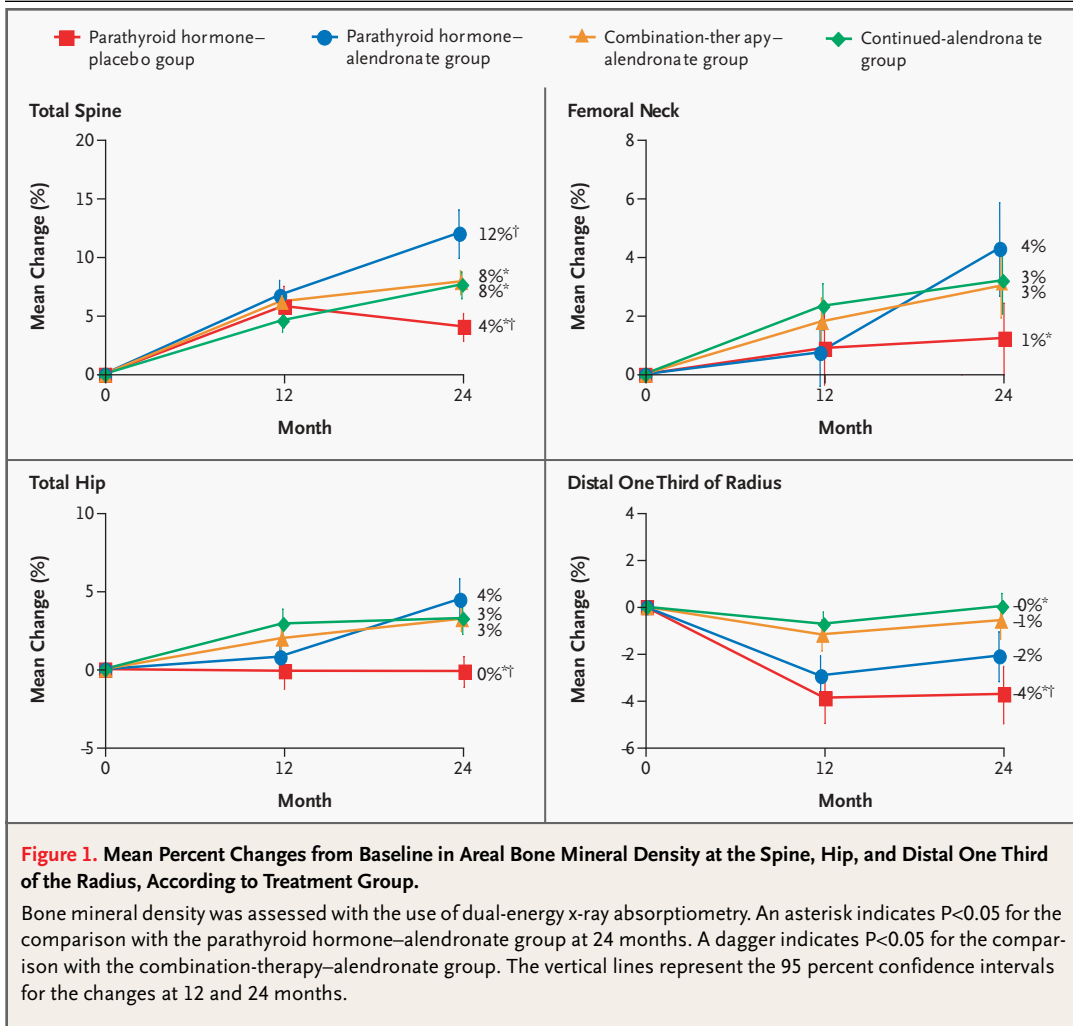 Parathyroid hormone–
placebo goup
Parathyroid hormone–
alendronate group
Combination-therapy–
alendronate group
Continued-alendronate
group
Total Spine
Mean Change (%)
20
15
10
5
0
12%†
8%*
8%*
4%*†
0
12
24
Month
Femoral Neck
Mean Change (%)
8
6
4
2
0
4%
3%
3%
1%*
0
12
24
Month
Total Hip
Mean Change (%)
10
5
0
–5
4%
3%
3%
0%*†
0
12
24
Month
Distal One Third of Radius
Mean Change (%)
4
2
0
–2
–4
–6
–0%*
–1%
–2%
–4%*†
0
12
24
Month
Figure 1. Mean Percent Changes from Baseline in Areal Bone Mineral Density at the Spine, Hip, and Distal One Third
of the Radius, According to Treatment Group.
Bone mineral density was assessed with the use of dual-energy x-ray absorptiometry. An asterisk indicates P<0.05 for the
comparison with the parathyroid hormone–alendronate group at 24 months. A dagger indicates P<0.05 for the compar-
ison with the combination-therapy–alendronate group. The vertical lines represent the 95 percent confidence intervals
for the changes at 12 and 24 months.